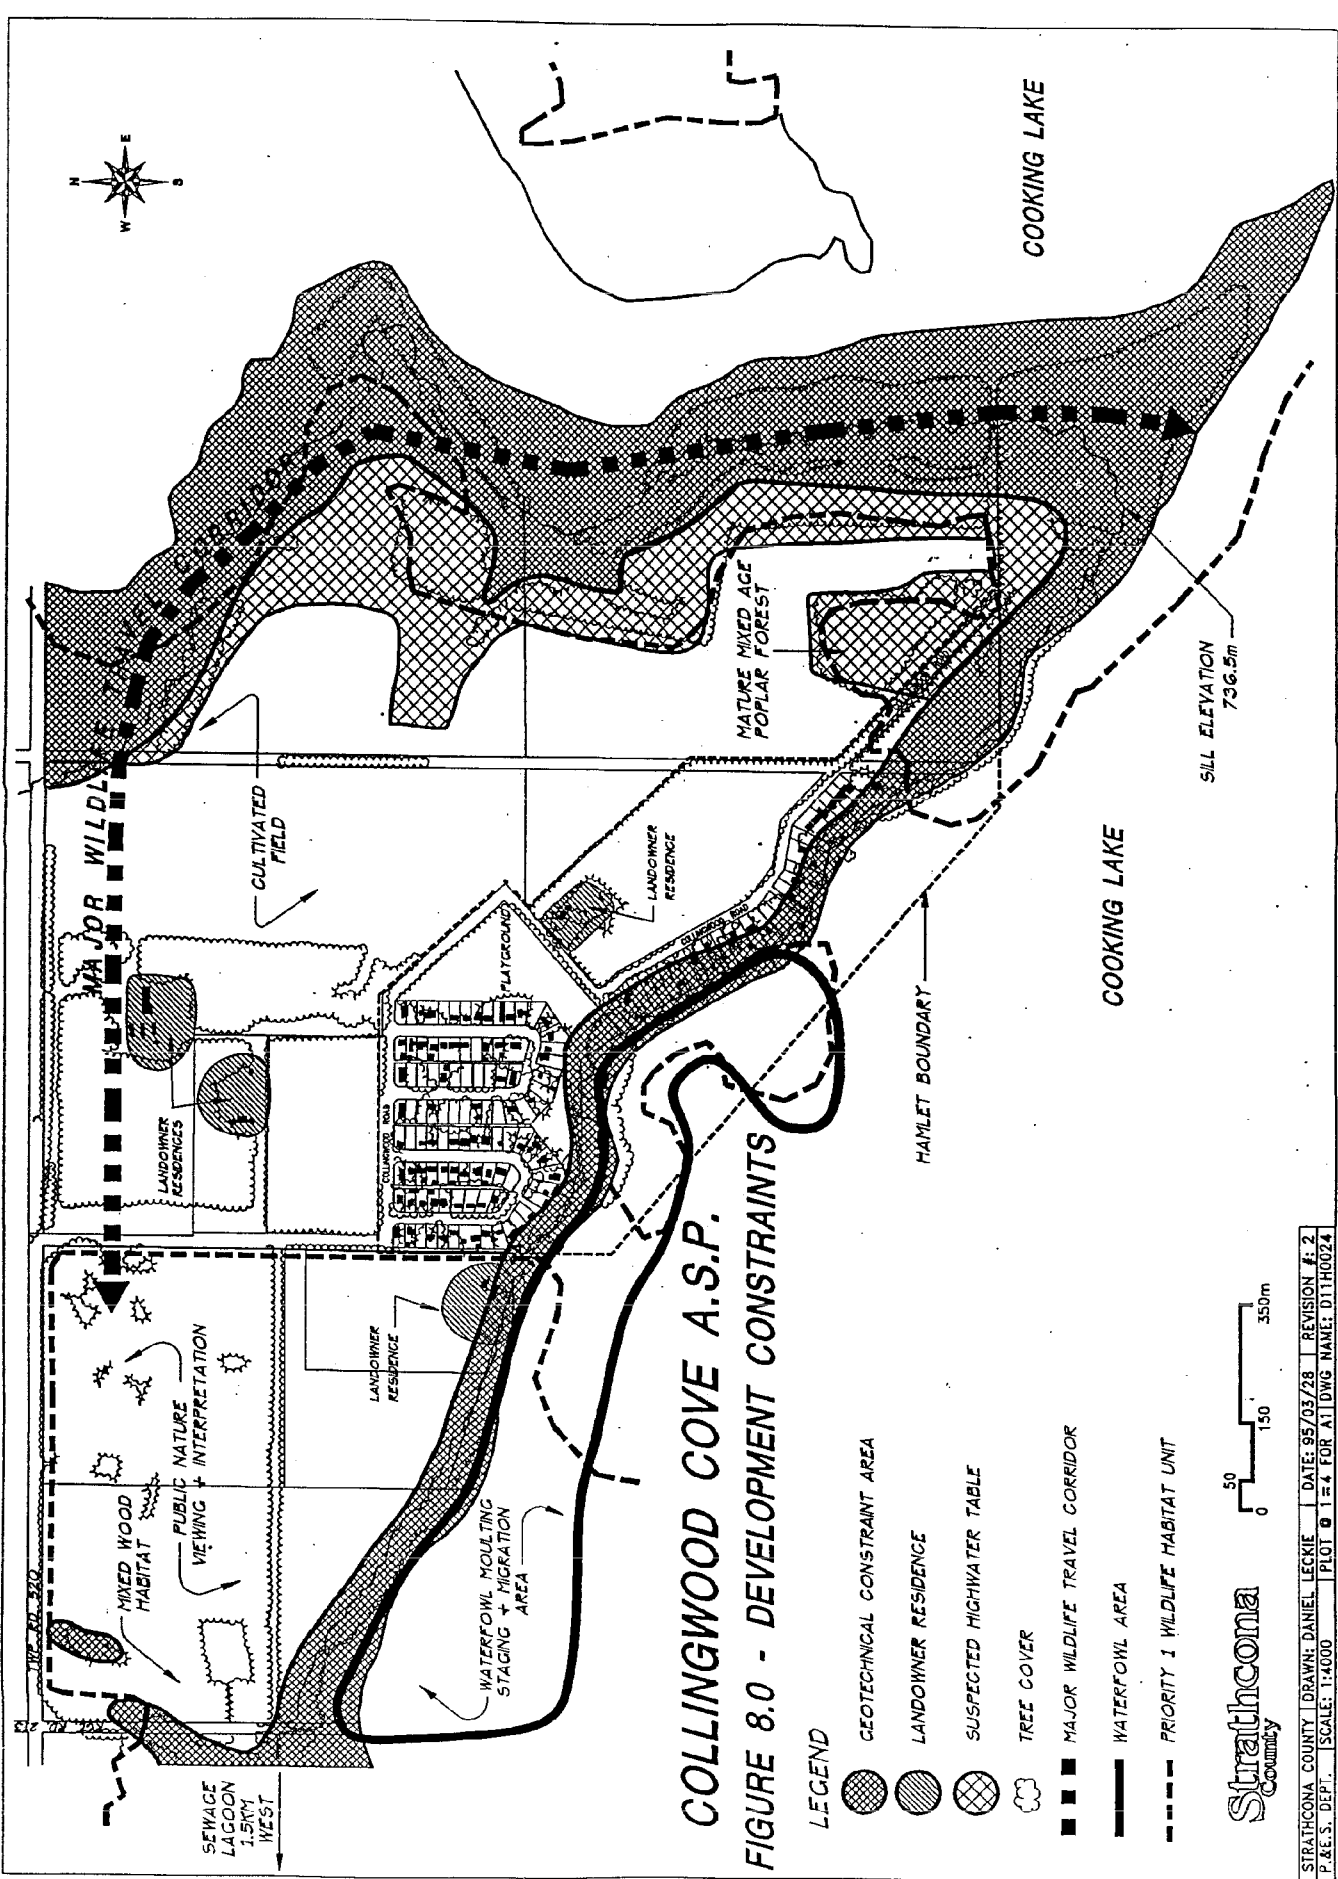 N
W
E
S
COOKING LAKE
MAJOR WILDLIFE TRAVEL CORRIDOR
CULTIVATED
FIELD
MATURE MIXED AGE
POPLAR FOREST
LANDOWNER
RESIDENCE
COLLINGWOOD ROAD
PLAYGROUND
LANDOWNER
RESIDENCES
COLLINGWOOD ROAD
LANDOWNER
RESIDENCE
TWP RD 520
PUBLIC NATURE
VIEWING + INTERPRETATION
MIXED WOOD
HABITAT
SEWAGE
LAGOON
1.5KM
WEST
WATERFOWL MOULTING
STAGING + MIGRATION
AREA
HAMLET BOUNDARY
SILL ELEVATION
736.5m
COOKING LAKE
COLLINGWOOD COVE A.S.P.
FIGURE 8.0 - DEVELOPMENT CONSTRAINTS
LEGEND
GEOTECHNICAL CONSTRAINT AREA
LANDOWNER RESIDENCE
SUSPECTED HIGHWATER TABLE
TREE COVER
MAJOR WILDLIFE TRAVEL CORRIDOR
WATERFOWL AREA
PRIORITY 1 WILDLIFE HABITAT UNIT
Strathcona
County
50
0 150 350m
STRATHCONA COUNTY DRAWN: DANIEL LECKIE DATE: 95/03/28 REVISION #: 2
P.&E.S. DEPT. SCALE: 1:4000 PLOT @ 1=4 FOR A1 DWG NAME: D11H0024